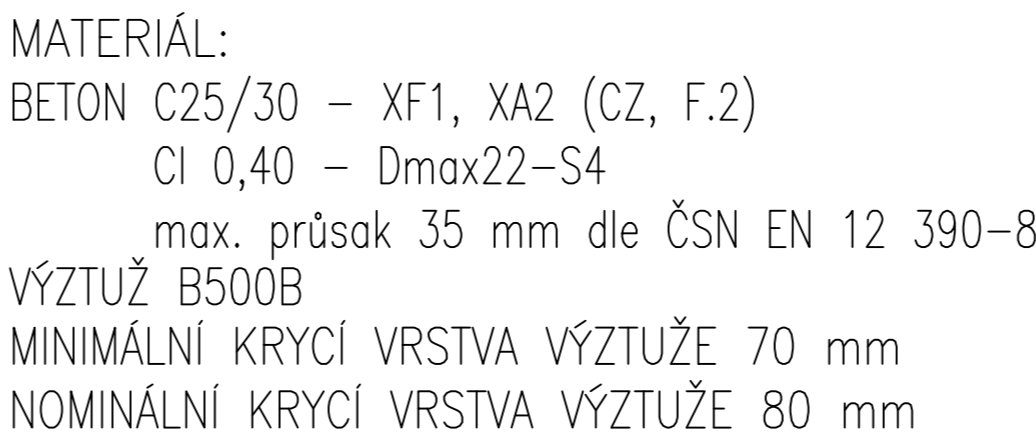 MATERIÁL:
BETON C25/30 – XF1, XA2 (CZ, F.2)
Cl 0,40 – Dmax22–S4
max. průsak 35 mm dle ČSN EN 12 390–8
VÝZTUŽ B500B
MINIMÁLNÍ KRYCÍ VRSTVA VÝZTUŽE 70 mm
NOMINÁLNÍ KRYCÍ VRSTVA VÝZTUŽE 80 mm